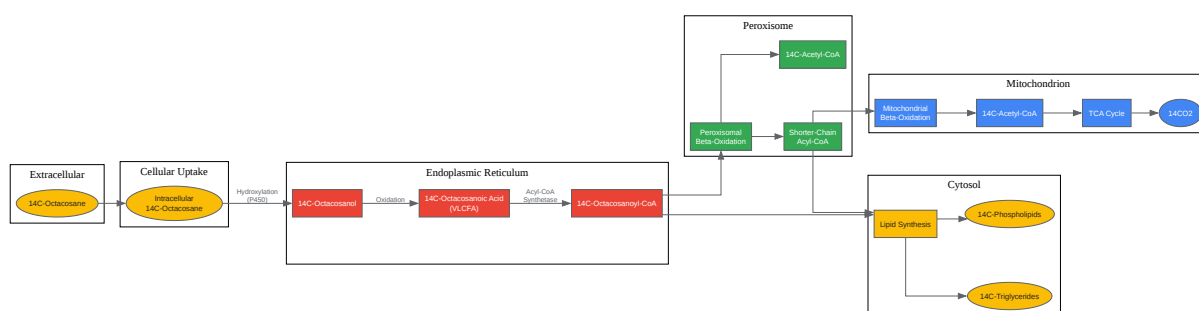 Peroxisome
14C-Acetyl-CoA
Peroxisomal
Beta-Oxidation
Shorter-Chain
Acyl-CoA
Mitochondrion
Mitochondrial
Beta-Oxidation
14C-Acetyl-CoA
TCA Cycle
14CO2
Extracellular
14C-Octacosane
Cellular Uptake
Intracellular
14C-Octacosane
Hydroxylation
(P450)
Endoplasmic Reticulum
14C-Octacosanol
Oxidation
14C-Octacosanoic Acid
(VLCFA)
Acyl-CoA
Synthetase
14C-Octacosanoyl-CoA
Cytosol
Lipid Synthesis
14C-Phospholipids
14C-Triglycerides